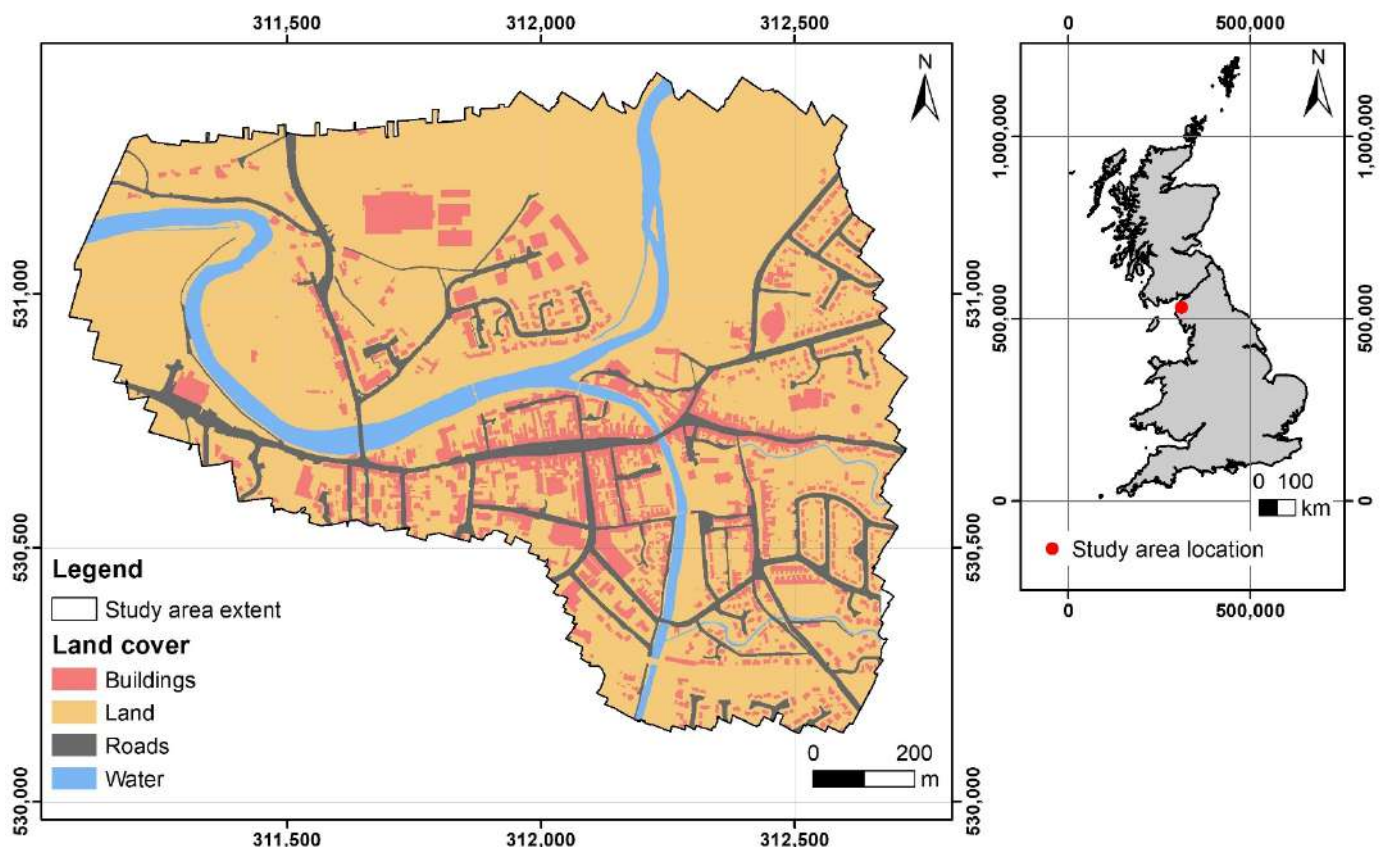 311,500 312,000 312,500
N
531,000 531,000
530,500 530,500
530,000 530,000
Legend
Study area extent
Land cover
Buildings
Land
Roads
Water
0 200
m
311,500 312,000 312,500
0 500,000
N
1,000,000 1,000,000
500,000 500,000
0 0
0 100
km
Study area location
0 500,000